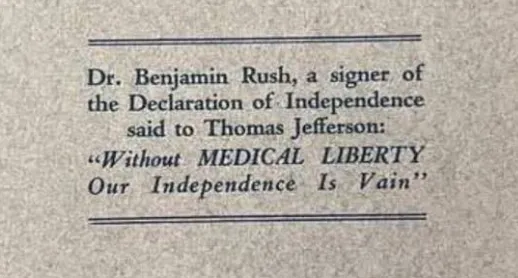 Dr. Benjamin Rush, a signer of
the Declaration of Independence
said to Thomas Jefferson:
“Without MEDICAL LIBERTY
Our Independence Is Vain”